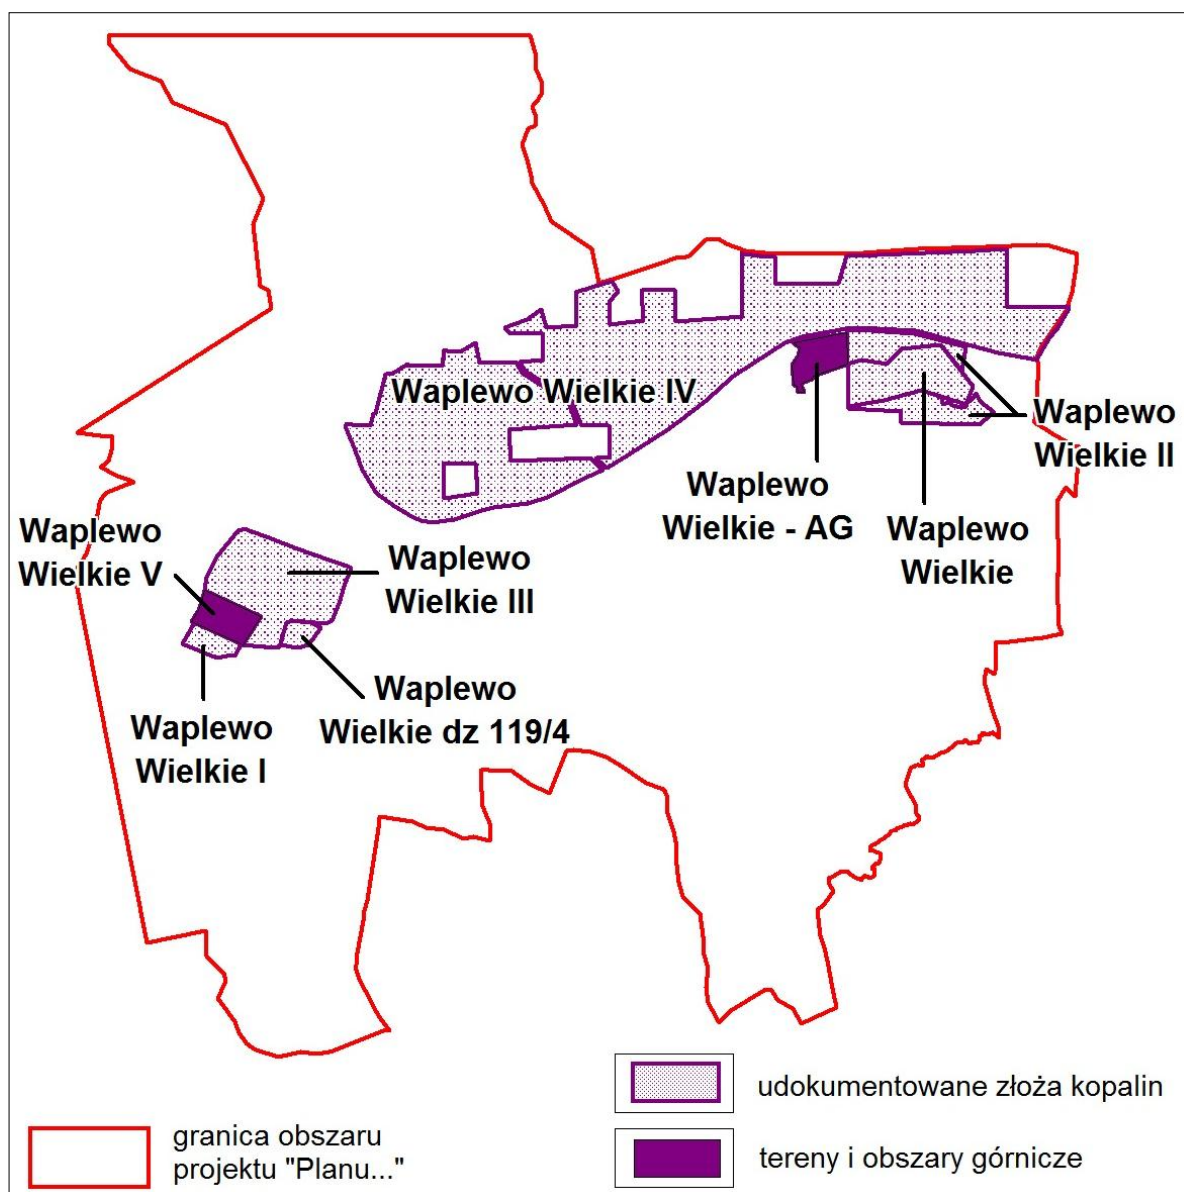 Waplewo Wielkie IV
Waplewo
Wielkie II
Waplewo
Wielkie - AG
Waplewo
Wielkie
Waplewo
Wielkie V
Waplewo
Wielkie III
Waplewo
Wielkie dz 119/4
Waplewo
Wielkie I
udokumentowane złoża kopalin
granica obszaru
projektu "Planu..."
tereny i obszary górnicze